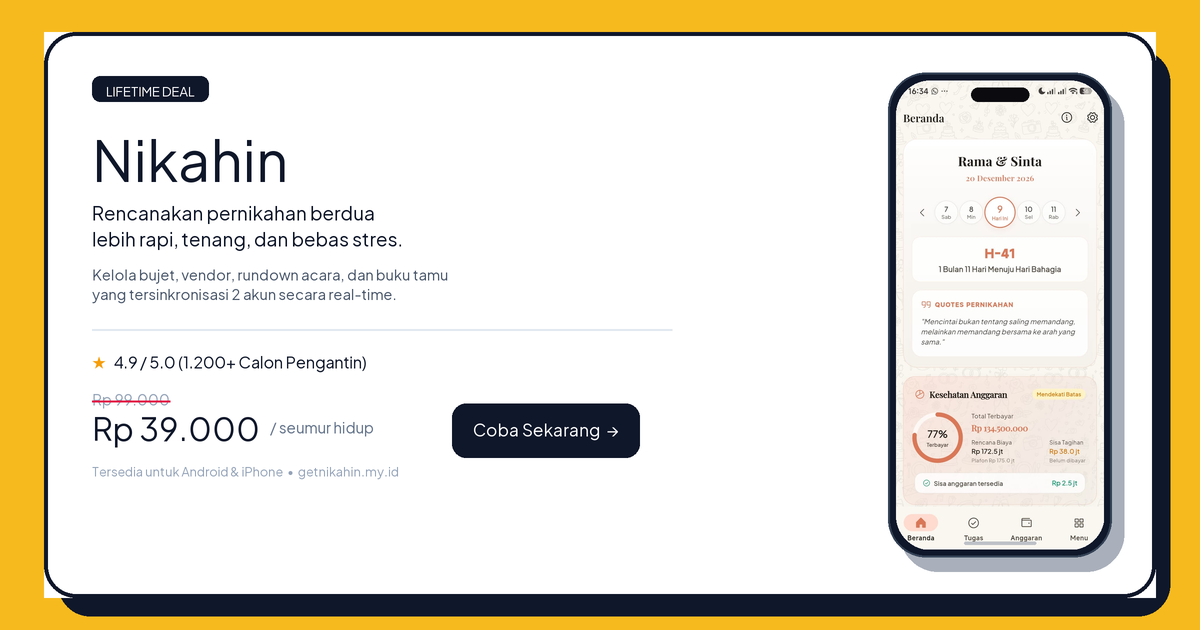 LIFETIME DEAL
Nikahin
Rencanakan pernikahan berdua
lebih rapi, tenang, dan bebas stres.
Kelola bujet, vendor, rundown acara, dan buku tamu
yang tersinkronisasi 2 akun secara real-time.
★ 4.9 / 5.0 (1.200+ Calon Pengantin)
Rp 99.000
Rp 39.000 / seumur hidup
Coba Sekarang →
Tersedia untuk Android & iPhone • getnikahin.my.id
16:34
Beranda
Rama & Sinta
20 Desember 2026
7 8 9 10 11
Sab Min Hari Ini Sel Rab
H-41
1 Bulan 11 Hari Menuju Hari Bahagia
QUOTES PERNIKAHAN
"Mencintai bukan tentang saling memandang,
melainkan memandang bersama ke arah yang
sama."
Kesehatan Anggaran
Mendekati Batas
77%
Terbayar
Total Terbayar
Rp 134.500.000
Rencana Biaya Sisa Tagihan
Rp 172.5 jt Rp 38.0 jt
Plafon Rp 175.0 jt Belum dibayar
Sisa anggaran tersedia Rp 2.5 jt
Beranda Tugas Anggaran Menu